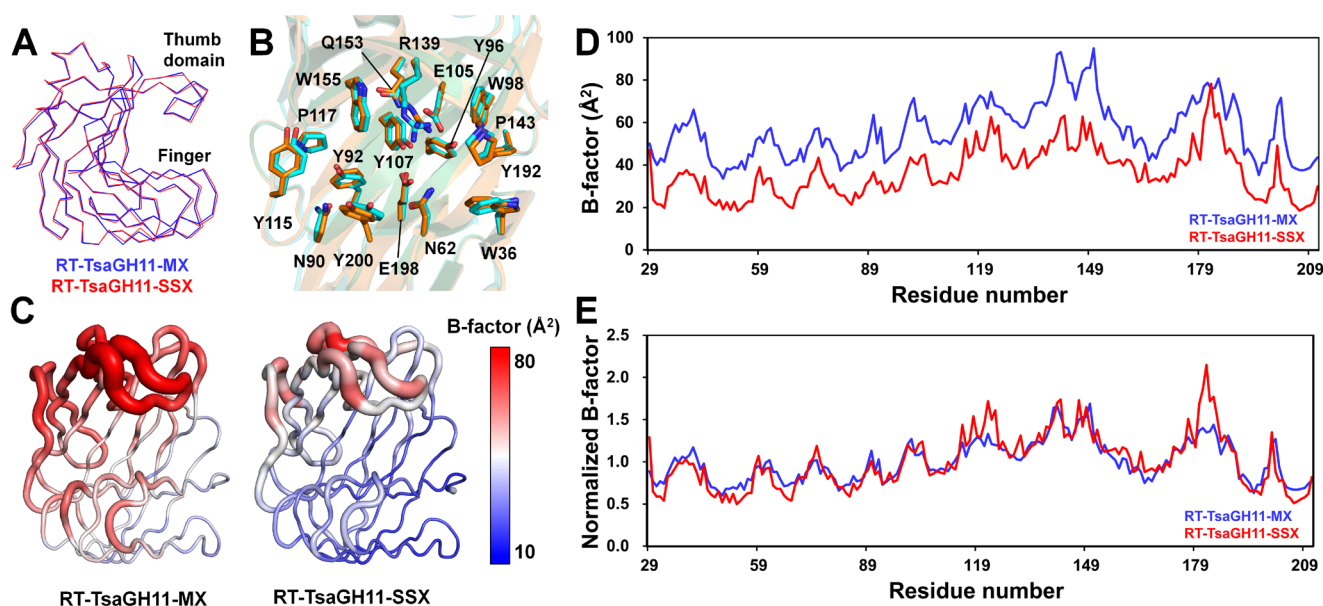 A
Thumb
domain
Finger
RT-TsaGH11-MX
RT-TsaGH11-SSX
B
Q153
R139
Y96
W155
E105
W98
P117
P143
Y92
Y107
Y192
Y115
N90
Y200
E198
N62
W36
C
B-factor (Å²)
80
10
RT-TsaGH11-MX
RT-TsaGH11-SSX
D
B-factor (Å²)
100
80
60
40
20
0
RT-TsaGH11-MX
RT-TsaGH11-SSX
29 59 89 119 149 179 209
Residue number
E
Normalized B-factor
2.5
2.0
1.5
1.0
0.5
0.0
RT-TsaGH11-MX
RT-TsaGH11-SSX
29 59 89 119 149 179 209
Residue number